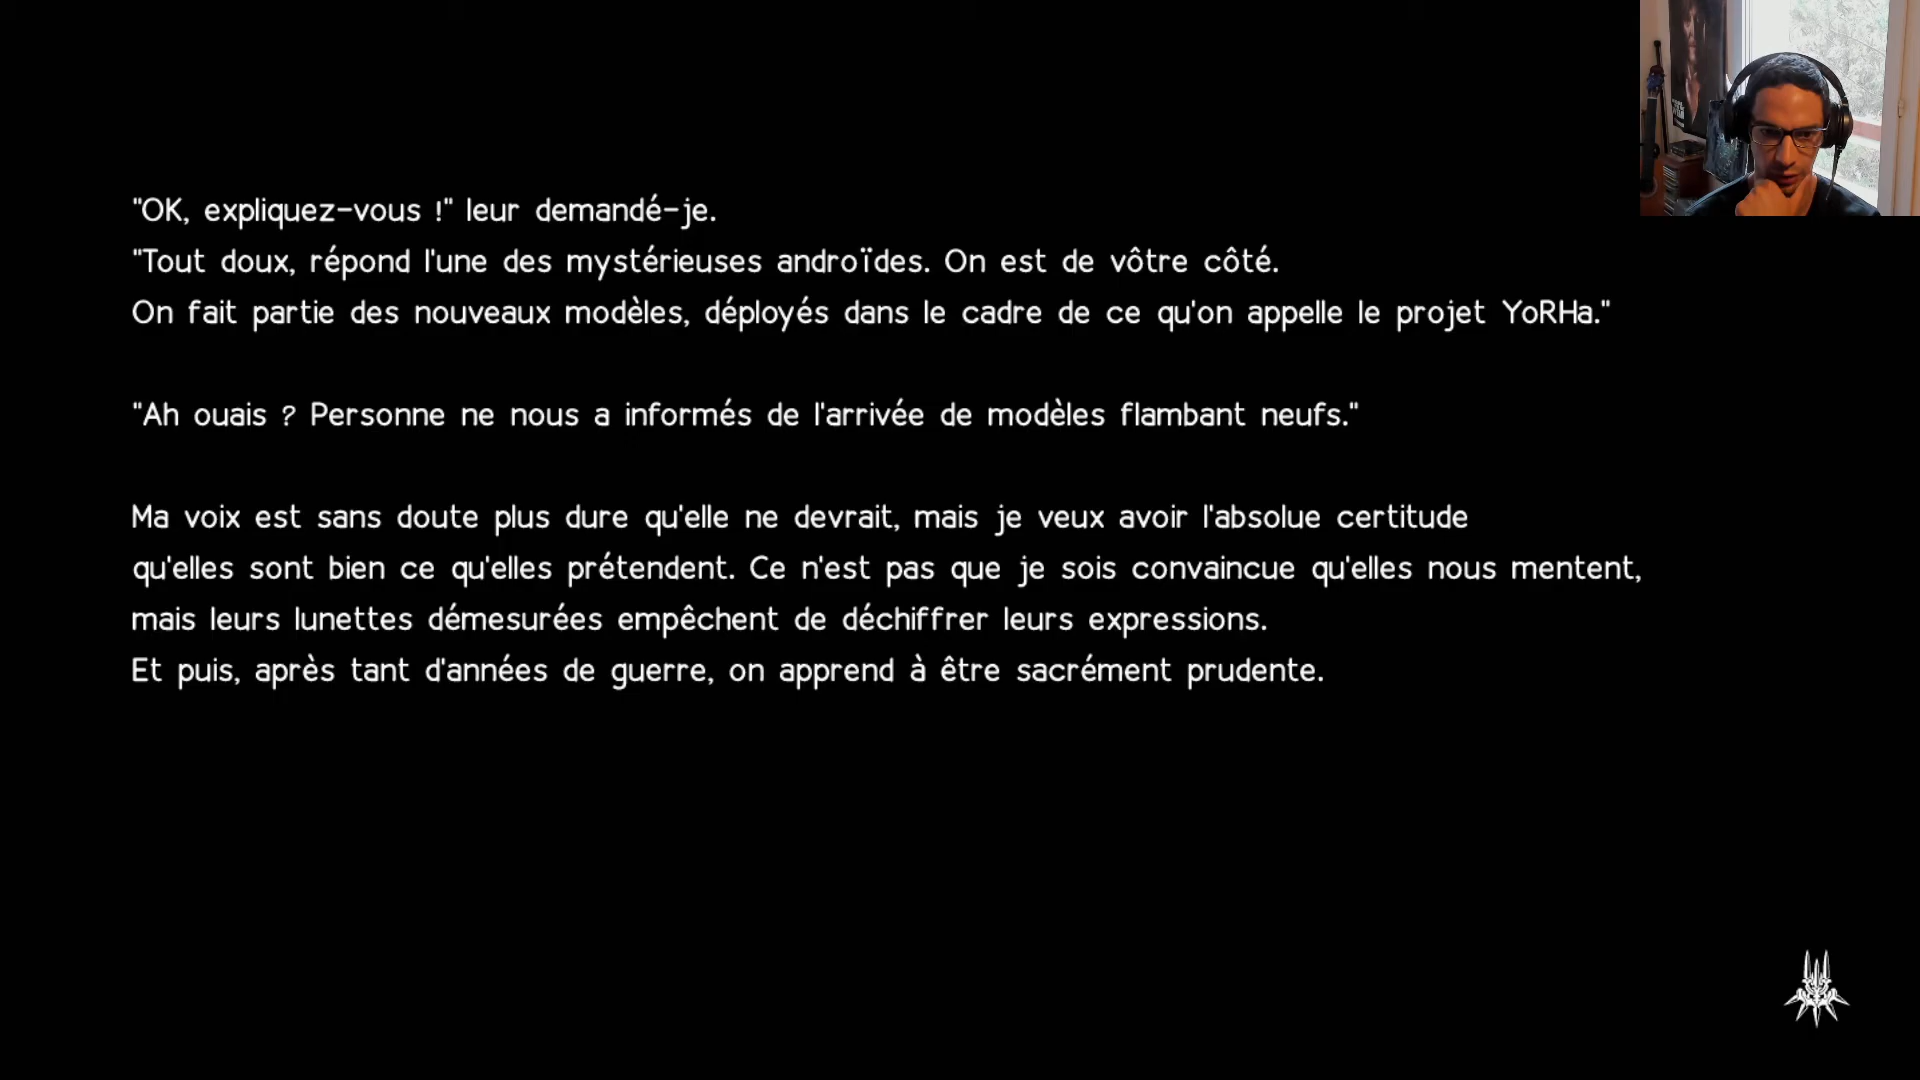 "OK, expliquez-vous !" leur demandé-je.
"Tout doux, répond l'une des mystérieuses androïdes. On est de vôtre côté.
On fait partie des nouveaux modèles, déployés dans le cadre de ce qu'on appelle le projet YoRHa."
"Ah ouais ? Personne ne nous a informés de l'arrivée de modèles flambant neufs."
Ma voix est sans doute plus dure qu'elle ne devrait, mais je veux avoir l'absolue certitude
qu'elles sont bien ce qu'elles prétendent. Ce n'est pas que je sois convaincue qu'elles nous mentent,
mais leurs lunettes démesurées empêchent de déchiffrer leurs expressions.
Et puis, après tant d'années de guerre, on apprend à être sacrément prudente.